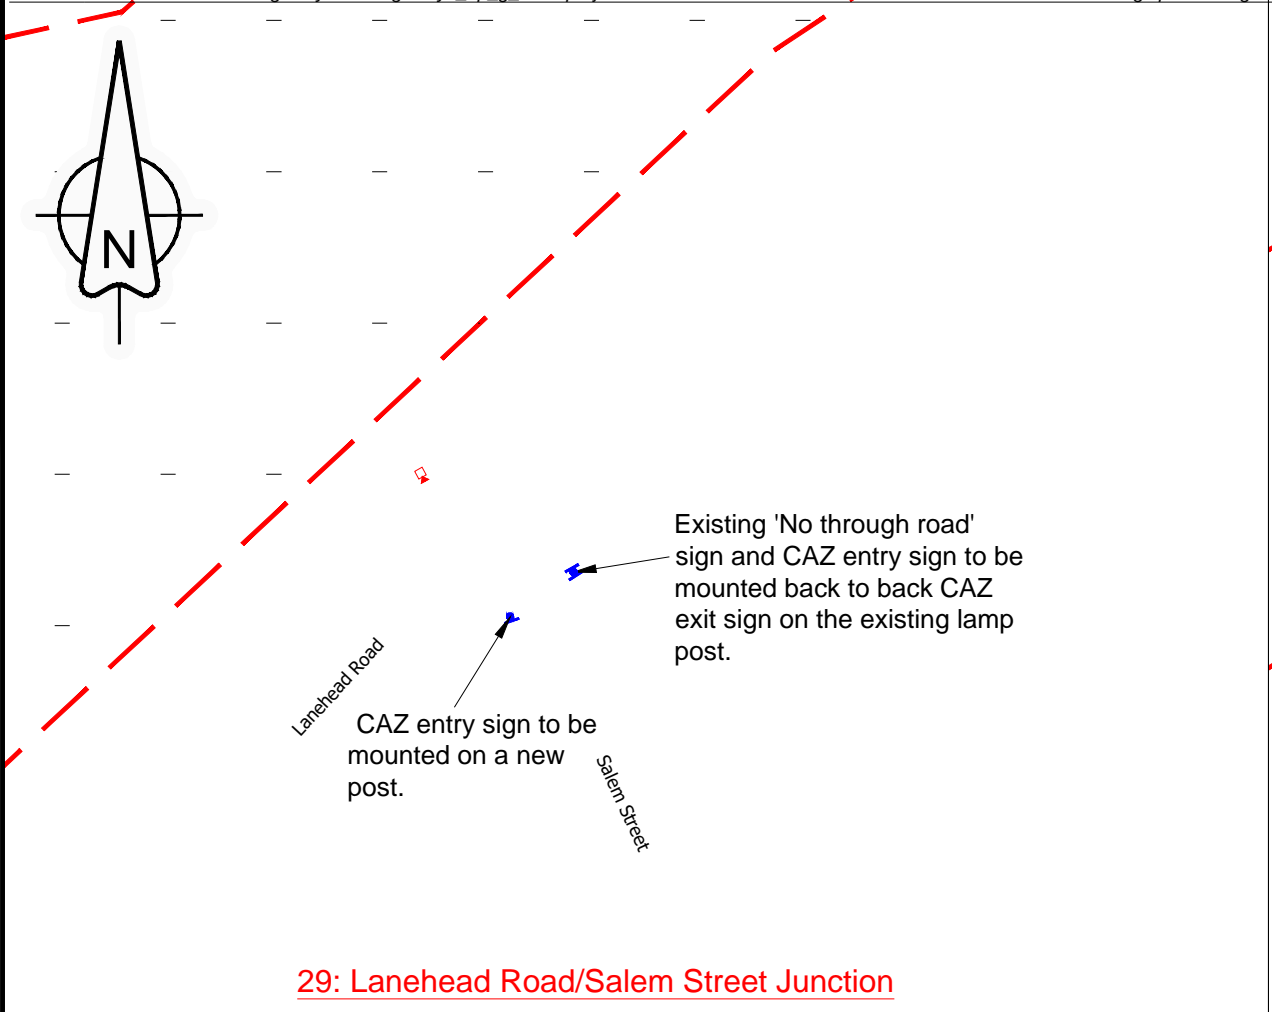 N
Existing 'No through road'
sign and CAZ entry sign to be
mounted back to back CAZ
exit sign on the existing lamp
post.
Lanehead Road
CAZ entry sign to be
mounted on a new
post.
Salem Street
29: Lanehead Road/Salem Street Junction